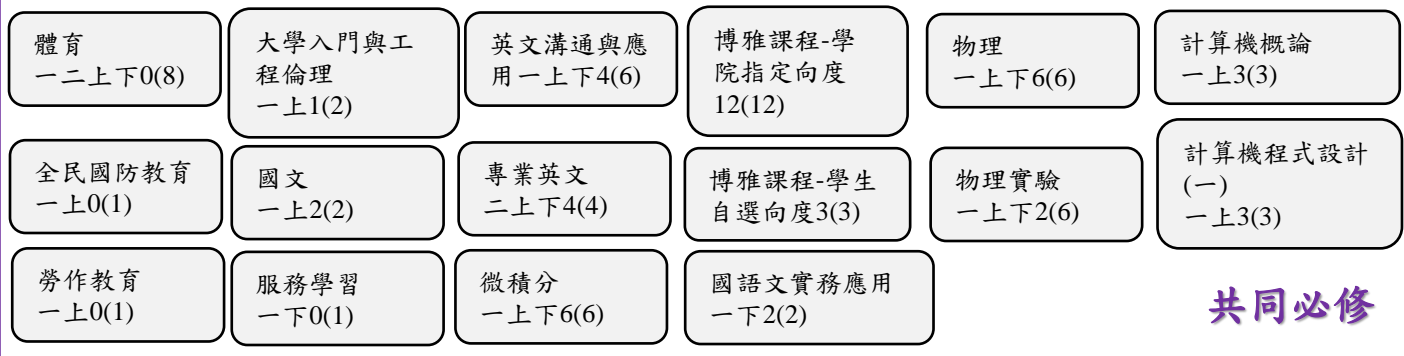 體育
一二上下0(8)
大學入門與工
程倫理
一上1(2)
英文溝通與應
用一上下4(6)
博雅課程-學
院指定向度
12(12)
物理
一上下6(6)
計算機概論
一上3(3)
全民國防教育
一上0(1)
國文
一上2(2)
專業英文
二上下4(4)
博雅課程-學生
自選向度3(3)
物理實驗
一上下2(6)
計算機程式設計
(一)
一上3(3)
勞作教育
一上0(1)
服務學習
一下0(1)
微積分
一上下6(6)
國語文實務應用
一下2(2)
共同必修